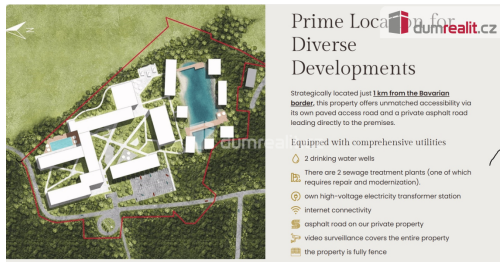 Prime Location for
dumrealit.cz
Diverse
Developments
Strategically located just 1 km from the Bavarian
border, this property offers unmatched accessibility via
its own paved access road and a private asphalt road
leading directly to the premises.
dumrealit.cz
Equipped with comprehensive utilities
2 drinking water wells
There are 2 sewage treatment plants (one of which
requires repair and modernization).
own high-voltage electricity transformer station
internet connectivity
asphalt road on our private property
video surveillance covers the entire property
the property is fully fence